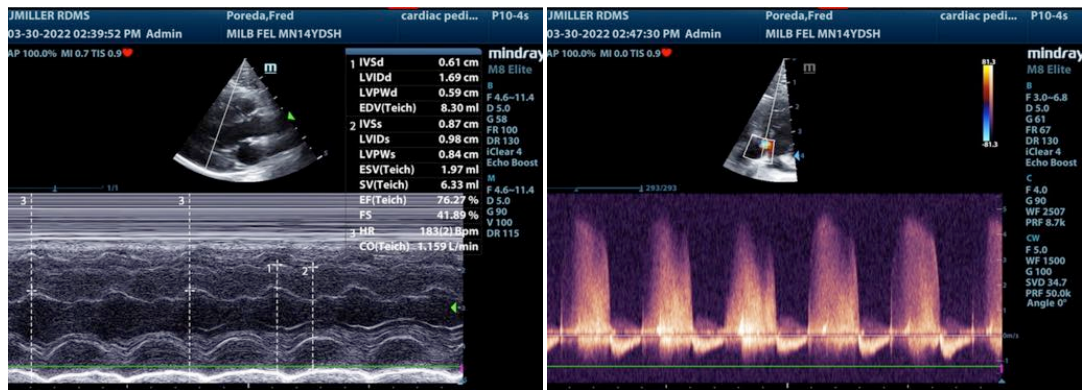 JMILLER RDMS Poreda,Fred cardiac pedi... P10-4s
03-30-2022 02:39:52 PM Admin MILB FEL MN14YDSH
AP 100.0% MI 0.7 TIS 0.9
mindray
M8 Elite
m
1 IVSd 0.61 cm
LVIDd 1.69 cm
LVPWd 0.59 cm
EDV(Teich) 8.30 ml
2 IVSs 0.87 cm
LVIDs 0.98 cm
LVPWs 0.84 cm
ESV(Teich) 1.97 ml
SV(Teich) 6.33 ml
EF(Teich) 76.27 %
FS 41.89 %
3 HR 183(2) Bpm
CO(Teich) 1.159 L/min
B
F 4.6~11.4
D 5.0
G 58
FR 100
DR 130
iClear 4
Echo Boost
M
F 4.6~11.4
D 5.0
G 90
V 100
DR 115
1/1
3 3
1 2
JMILLER RDMS Poreda,Fred cardiac pedi... P10-4s
03-30-2022 02:47:30 PM Admin MILB FEL MN14YDSH
AP 100.0% MI 0.0 TIS 0.9
mindray
M8 Elite
m
81.3
-81.3
B
F 3.0~6.8
D 5.0
G 61
FR 67
DR 130
iClear 4
Echo Boost
C
F 4.0
G 90
WF 2507
PRF 8.7k
CW
F 5.0
WF 1500
G 100
SVD 34.7
PRF 50.0k
Angle 0°
293/293
0m/s